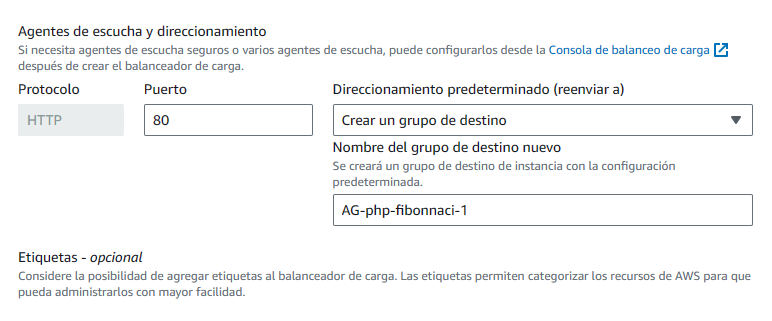 Agentes de escucha y direccionamiento
Si necesita agentes de escucha seguros o varios agentes de escucha, puede configurarlos desde la Consola de balanceo de carga
después de crear el balanceador de carga.
Protocolo Puerto Direccionamiento predeterminado (reenviar a)
HTTP 80 Crear un grupo de destino
Nombre del grupo de destino nuevo
Se creará un grupo de destino de instancia con la configuración
predeterminada.
AG-php-fibonnaci-1
Etiquetas - opcional
Considere la posibilidad de agregar etiquetas al balanceador de carga. Las etiquetas permiten categorizar los recursos de AWS para que
pueda administrarlos con mayor facilidad.